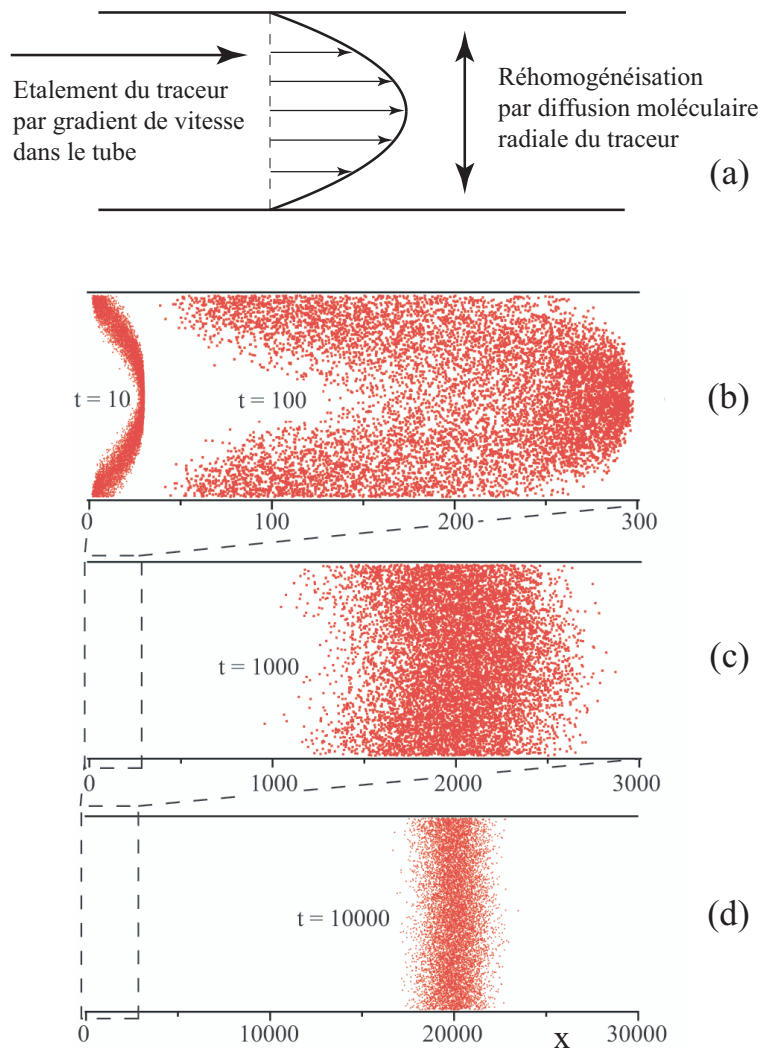 Etalement du traceur
par gradient de vitesse
dans le tube
Réhomogénéisation
par diffusion moléculaire
radiale du traceur
(a)
t = 10
t = 100
(b)
0 100 200 300
t = 1000
(c)
0 1000 2000 3000
t = 10000
(d)
0 10000 20000 x 30000